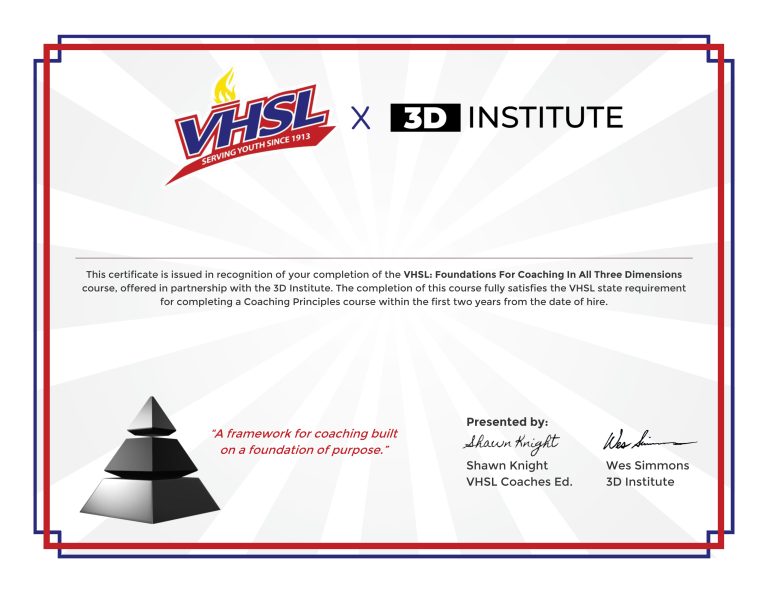 VHSL
SERVING YOUTH SINCE 1913
X
3D INSTITUTE
This certificate is issued in recognition of your completion of the VHSL: Foundations For Coaching In All Three Dimensions
course, offered in partnership with the 3D Institute. The completion of this course fully satisfies the VHSL state requirement
for completing a Coaching Principles course within the first two years from the date of hire.
"A framework for coaching built
on a foundation of purpose."
Presented by:
Shawn Knight
Wes Simmons
Shawn Knight
VHSL Coaches Ed.
Wes Simmons
3D Institute